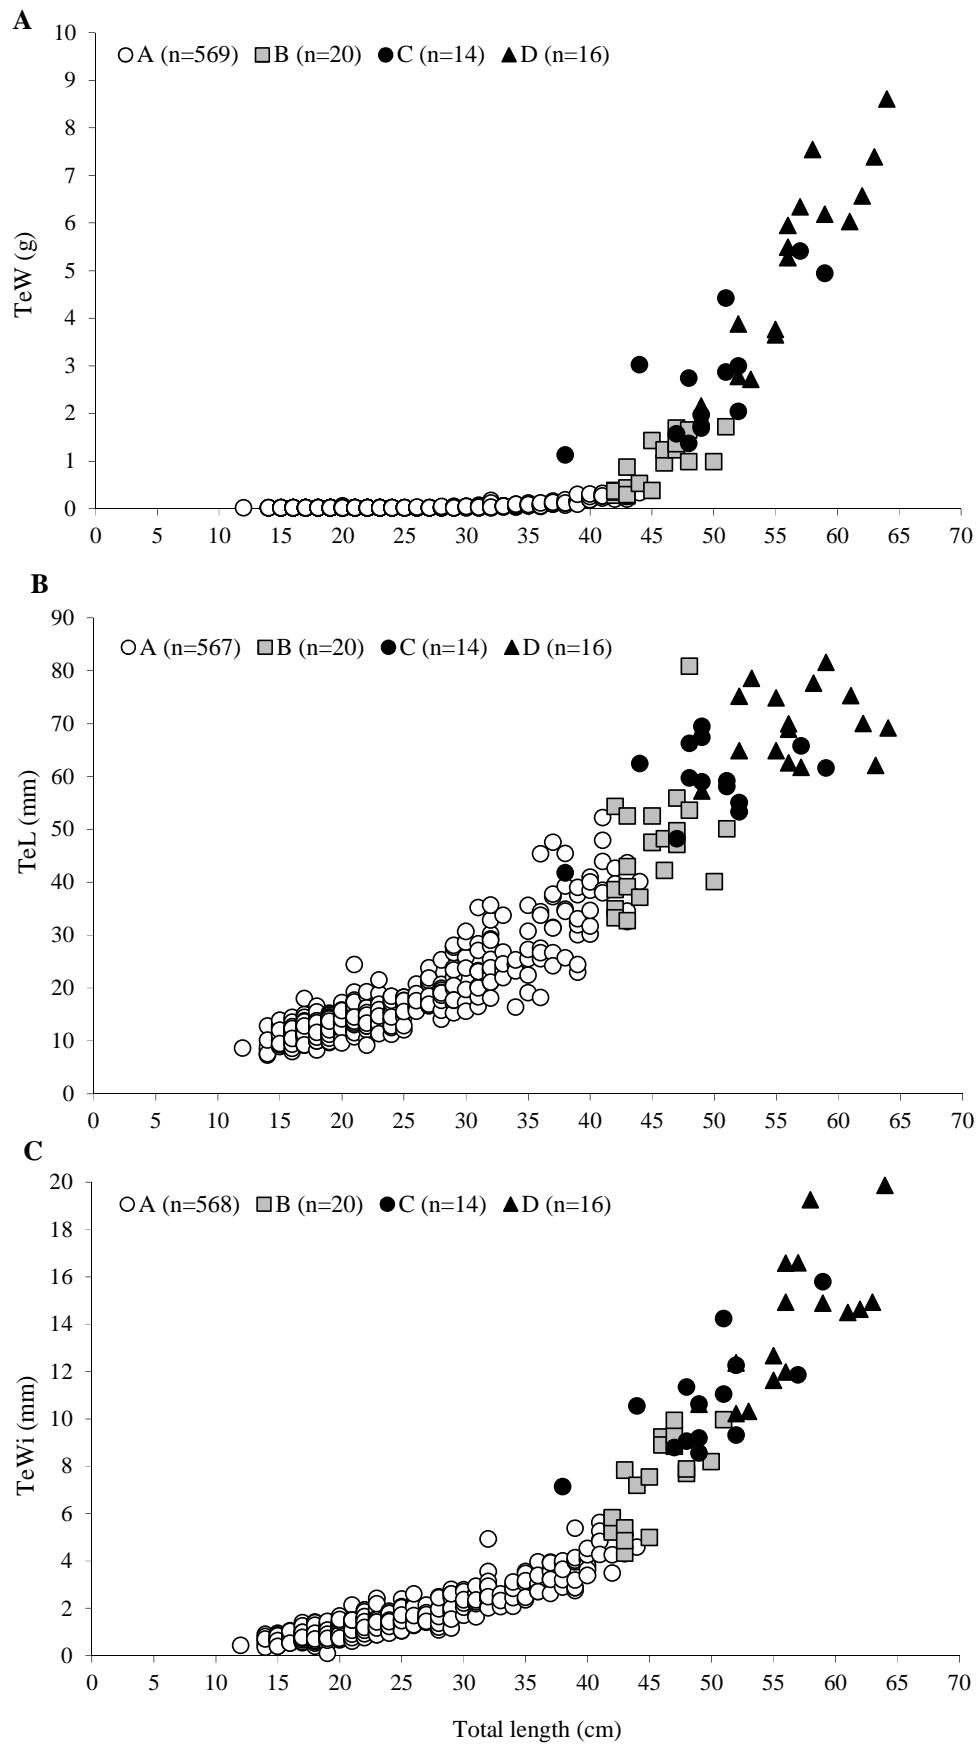 A
10
A (n=569) B (n=20) C (n=14) D (n=16)
9
8
7
6
5
4
3
2
1
0
TeW (g)
0 5 10 15 20 25 30 35 40 45 50 55 60 65 70
B
90
A (n=567) B (n=20) C (n=14) D (n=16)
80
70
60
50
40
30
20
10
0
TeL (mm)
0 5 10 15 20 25 30 35 40 45 50 55 60 65 70
C
20
A (n=568) B (n=20) C (n=14) D (n=16)
18
16
14
12
10
8
6
4
2
0
TeWi (mm)
0 5 10 15 20 25 30 35 40 45 50 55 60 65 70
Total length (cm)